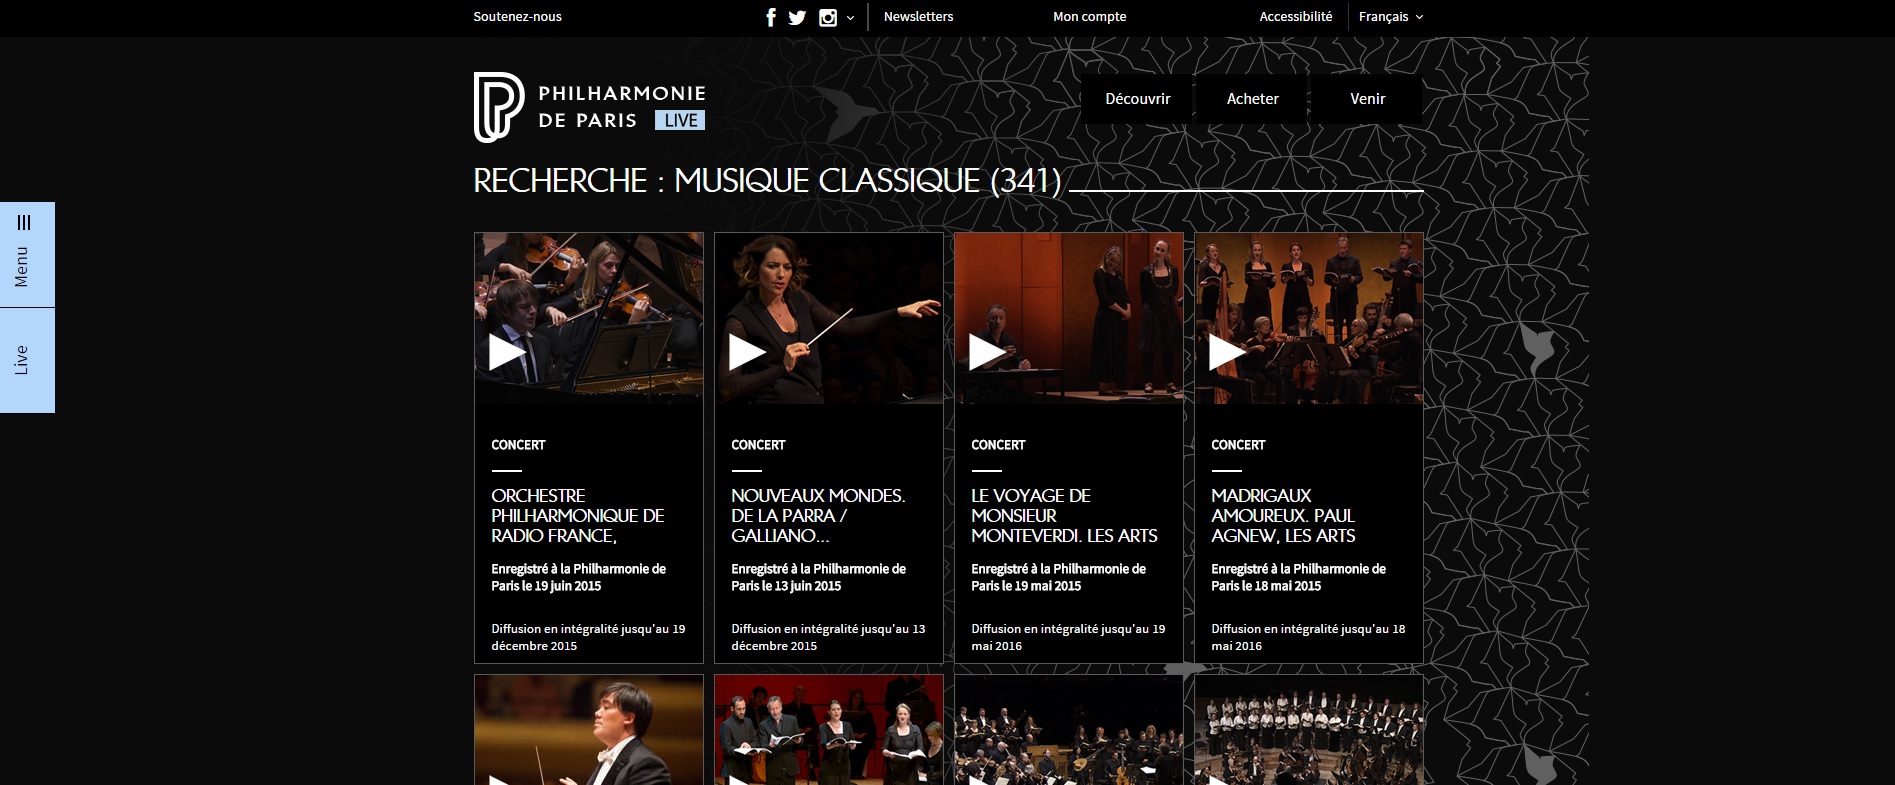 Soutenez-nous
Newsletters
Mon compte
Accessibilité
Français
PHILHARMONIE
DE PARIS LIVE
Découvrir
Acheter
Venir
RECHERCHE : MUSIQUE CLASSIQUE (341)
Menu
Live
CONCERT
ORCHESTRE
PHILHARMONIQUE DE
RADIO FRANCE,
Enregistré à la Philharmonie de
Paris le 19 juin 2015
Diffusion en intégralité jusqu'au 19
décembre 2015
CONCERT
NOUVEAUX MONDES.
DE LA PARRA /
GALLIANO...
Enregistré à la Philharmonie de
Paris le 13 juin 2015
Diffusion en intégralité jusqu'au 13
décembre 2015
CONCERT
LE VOYAGE DE
MONSIEUR
MONTEVERDI. LES ARTS
Enregistré à la Philharmonie de
Paris le 19 mai 2015
Diffusion en intégralité jusqu'au 19
mai 2016
CONCERT
MADRIGAUX
AMOUREUX. PAUL
AGNEW, LES ARTS
Enregistré à la Philharmonie de
Paris le 18 mai 2015
Diffusion en intégralité jusqu'au 18
mai 2016